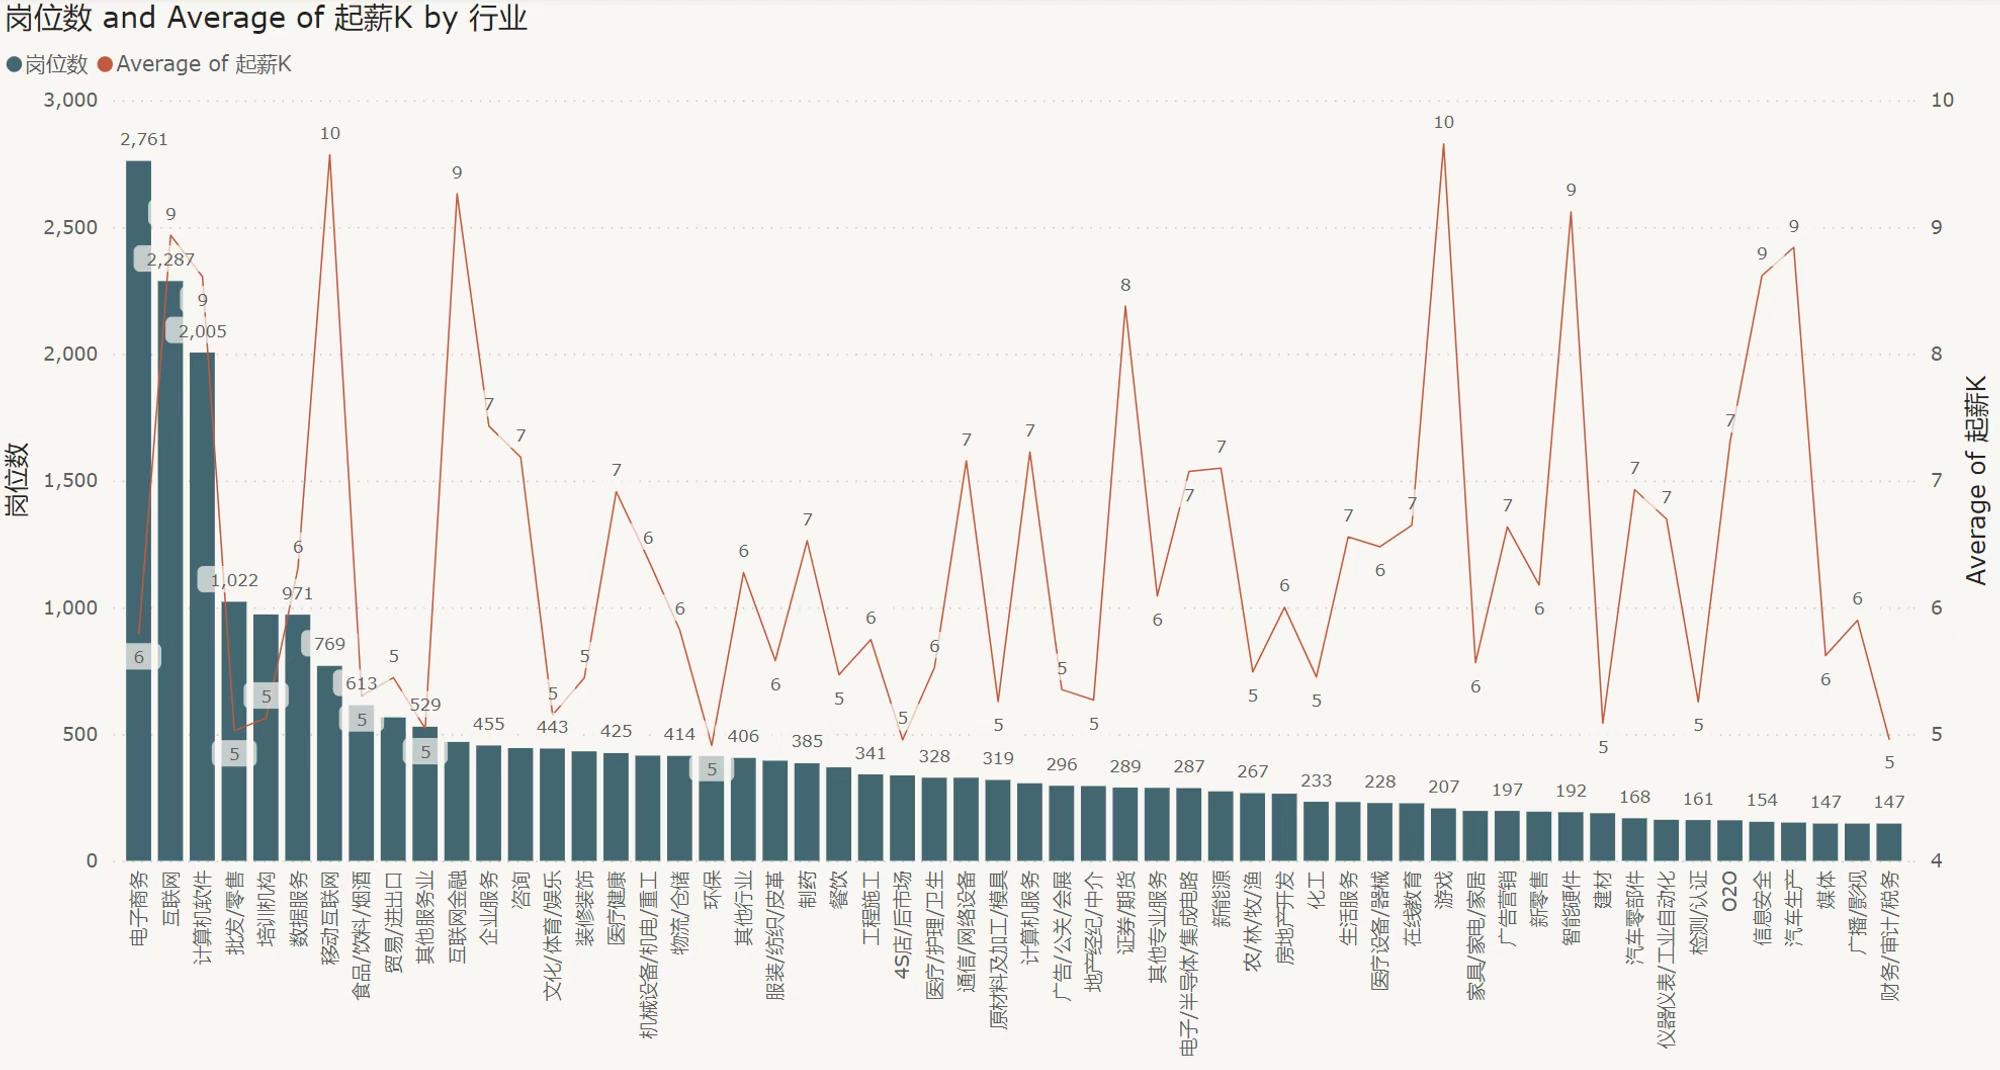 岗位数 and Average of 起薪K by 行业
岗位数 Average of 起薪K
岗位数
3,000
2,500
2,000
1,500
1,000
500
0
2,761
2,287
2,005
1,022
971
769
613
529
455
443
425
414
406
385
341
328
319
296
289
287
267
233
228
207
197
192
168
161
154
147
147
6
9
9
5
5
6
10
5
5
5
9
7
7
5
5
7
6
6
5
6
6
7
5
6
5
6
7
5
7
5
5
8
6
7
7
5
6
5
7
6
7
10
6
7
6
9
5
7
7
5
7
9
9
6
6
5
10
9
8
7
6
5
4
Average of 起薪K
电子商务
互联网
计算机软件
批发/零售
培训机构
数据服务
移动互联网
食品/饮料/烟酒
贸易/进出口
其他服务业
互联网金融
企业服务
咨询
文化/体育/娱乐
装修装饰
医疗健康
机械设备/机电/重工
物流/仓储
环保
其他行业
服装/纺织/皮革
制药
餐饮
工程施工
4S店/后市场
医疗/护理/卫生
通信/网络设备
原材料及加工/模具
计算机服务
广告/公关/会展
地产经纪/中介
证券/期货
其他专业服务
电子/半导体/集成电路
新能源
农/林/牧/渔
房地产开发
化工
生活服务
医疗设备/器械
在线教育
游戏
家具/家电/家居
广告营销
新零售
智能硬件
建材
汽车零部件
仪器仪表/工业自动化
检测/认证
O2O
信息安全
汽车生产
媒体
广播/影视
财务/审计/税务